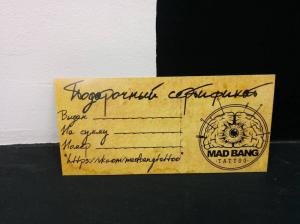 Подарочный сертификат
Выдан
На сумму
Номер
https://vk.com/madbangtattoo
MAD BANG
TATTOO